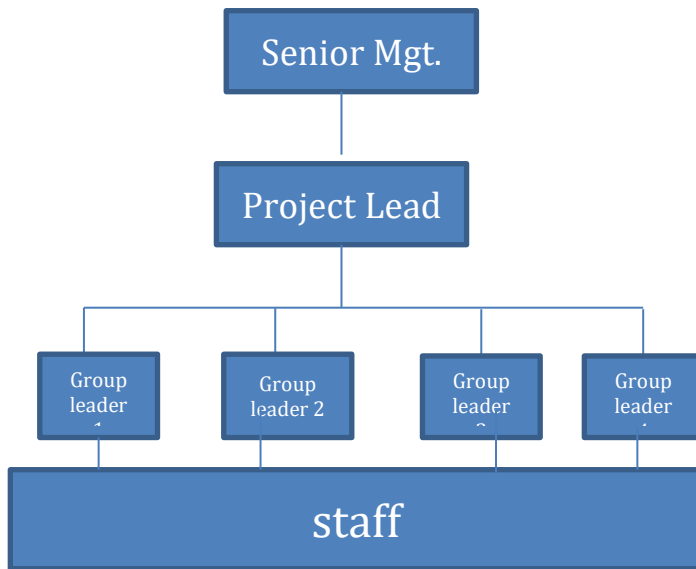 Senior Mgt.
Project Lead
Group
leader
Group
leader 2
Group
leader
Group
leader
staff